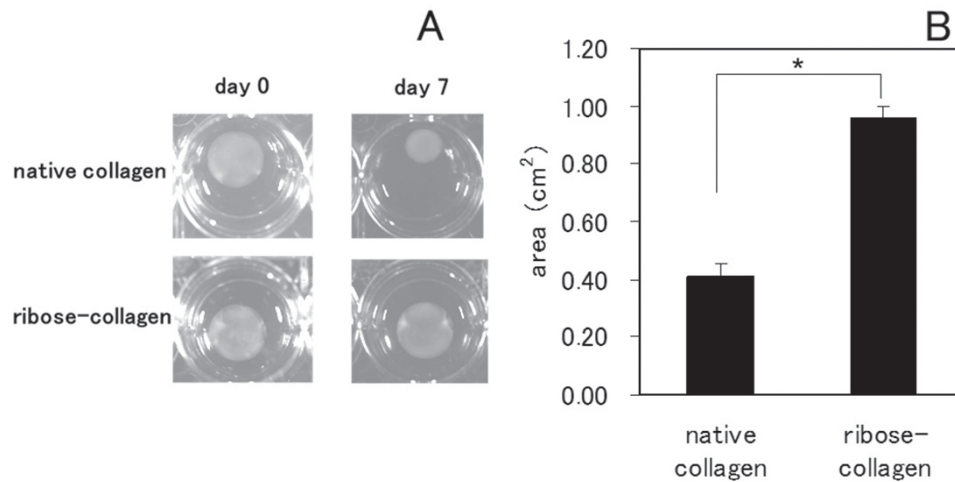 A
day 0
day 7
native collagen
ribose-collagen
B
area (cm²)
1.20
1.00
0.80
0.60
0.40
0.20
0.00
*
native
collagen
ribose-
collagen